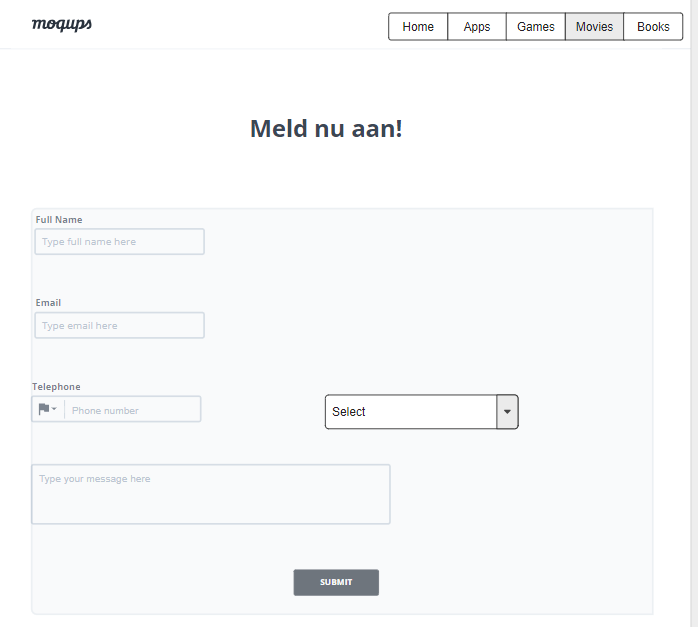 moqups
Home Apps Games Movies Books
Meld nu aan!
Full Name
Type full name here
Email
Type email here
Telephone
Phone number
Select
Type your message here
SUBMIT